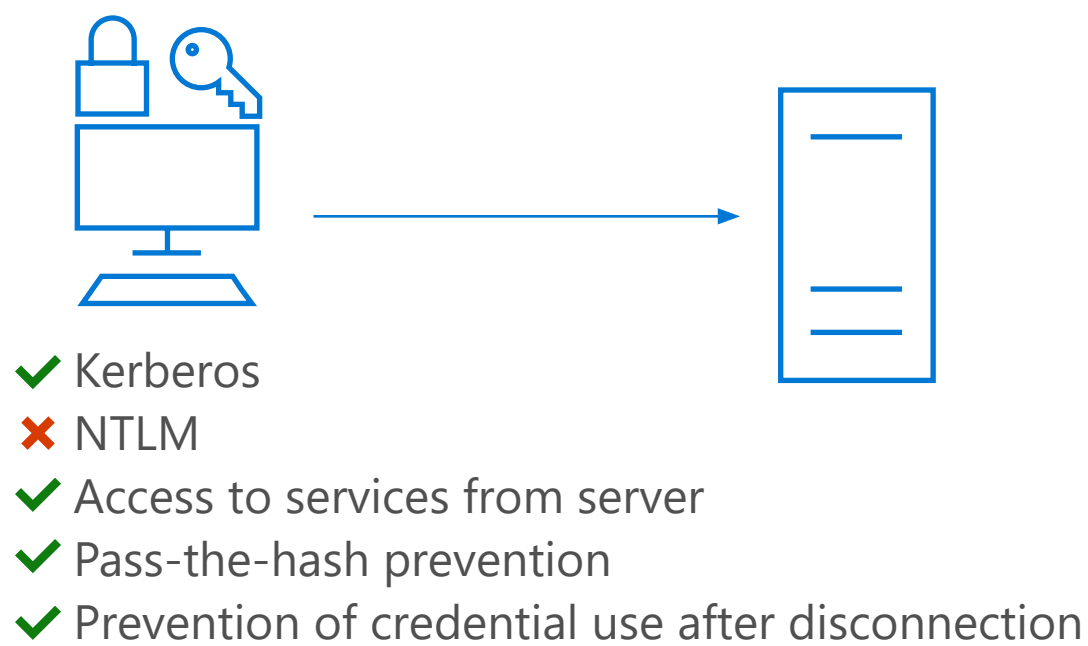 Kerberos
NTLM
Access to services from server
Pass-the-hash prevention
Prevention of credential use after disconnection